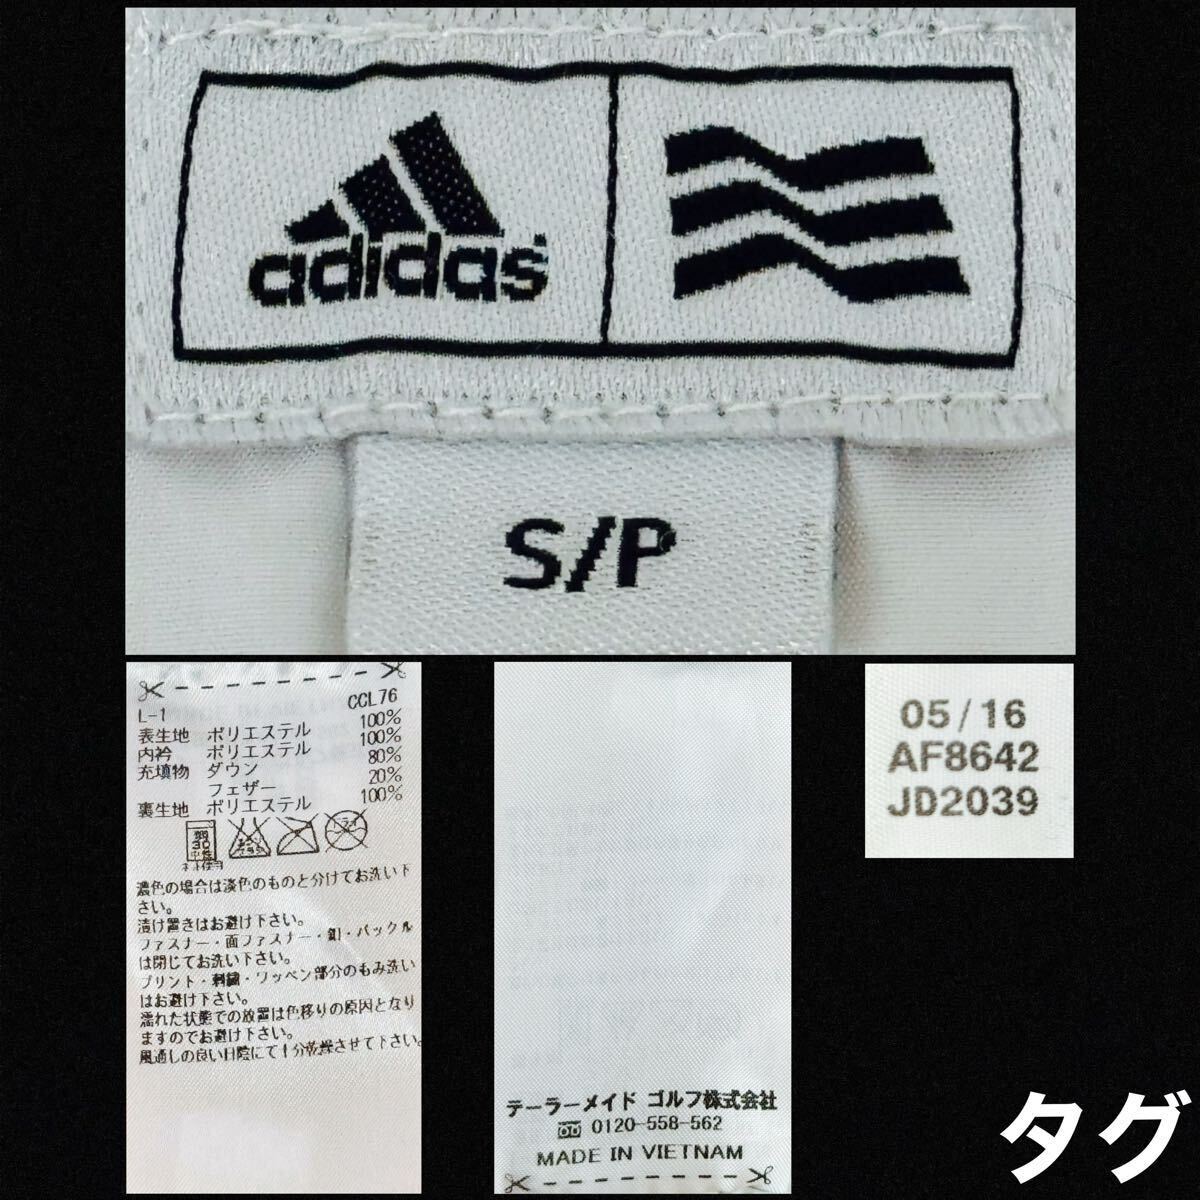 adidas
S/P
CCL76
L-1
表生地 ポリエステル 100%
内衿 ポリエステル 100%
充填物 ダウン 80%
フェザー 20%
裏生地 ポリエステル 100%
30
中性
ネット使用
濃色の場合は淡色のものと分けてお洗い下
さい。
漬け置きはお避け下さい。
ファスナー・面ファスナー・釦・バックル
は閉じてお洗い下さい。
プリント・刺繍・ワッペン部分のもみ洗い
はお避け下さい。
濡れた状態での放置は色移りの原因となり
ますのでお避け下さい。
風通しの良い日陰にて十分乾燥させて下さい。
テーラーメイド ゴルフ株式会社
0120-558-562
MADE IN VIETNAM
05/16
AF8642
JD2039
タグ